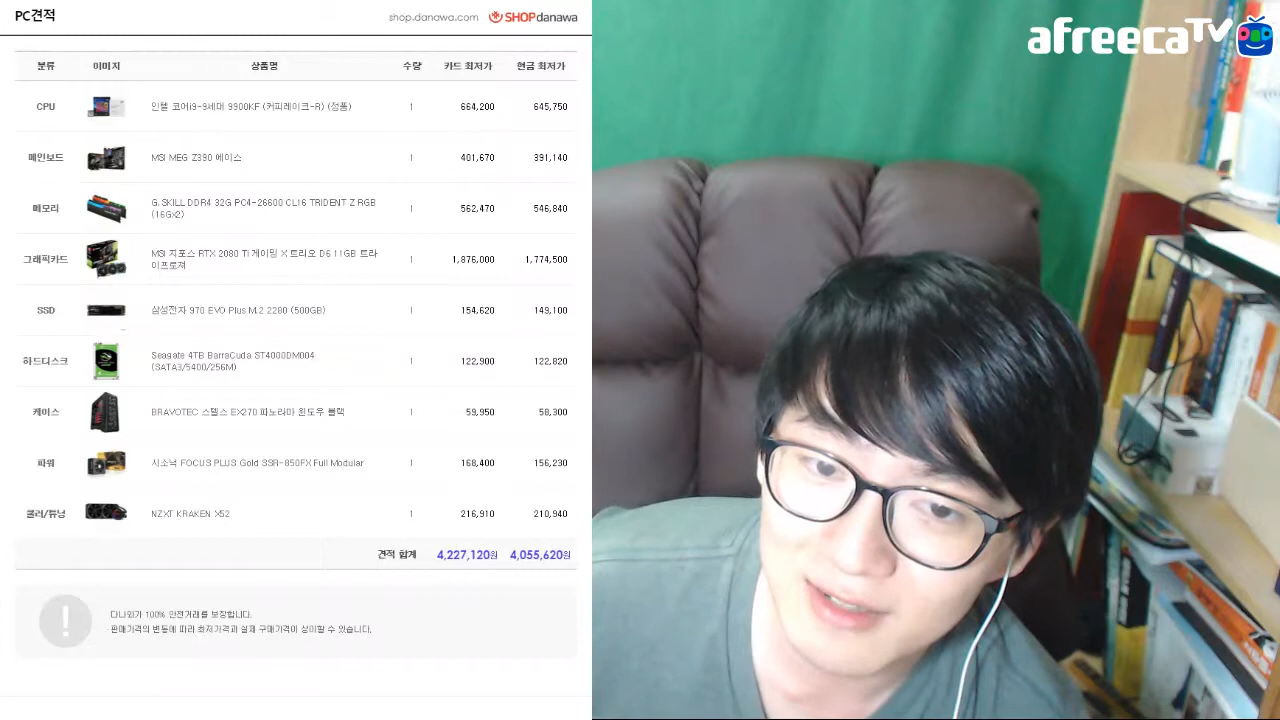 PC견적
shop.danawa.com SHOPdanawa
afreecaTV
분류 이미지 상품명 수량 카드 최저가 현금 최저가
CPU 인텔 코어i9-9세대 9900KF (커피레이크-R) (정품) 1 664,200 645,750
메인보드 MSI MEG Z390 에이스 1 401,670 391,140
메모리 G.SKILL DDR4 32G PC4-26600 CL16 TRIDENT Z RGB
(16Gx2) 1 562,470 546,840
그래픽카드 MSI 지포스 RTX 2080 Ti 게이밍 X 트리오 D6 11GB 트라
이프로져 1 1,876,000 1,774,500
SSD 삼성전자 970 EVO Plus M.2 2280 (500GB) 1 154,620 149,100
하드디스크 Seagate 4TB BarraCuda ST4000DM004
(SATA3/5400/256M) 1 122,900 122,820
케이스 BRAVOTEC 스텔스 EX270 파노라마 윈도우 블랙 1 59,950 58,300
파워 시소닉 FOCUS PLUS Gold SSR-850FX Full Modular 1 168,400 156,230
쿨러/튜닝 NZXT KRAKEN X52 1 216,910 210,940
견적 합계 4,227,120원 4,055,620원
다나와가 100% 안전거래를 보장합니다.
· 판매가격의 변동에 따라 최저가격과 실제 구매가격이 상이할 수 있습니다.